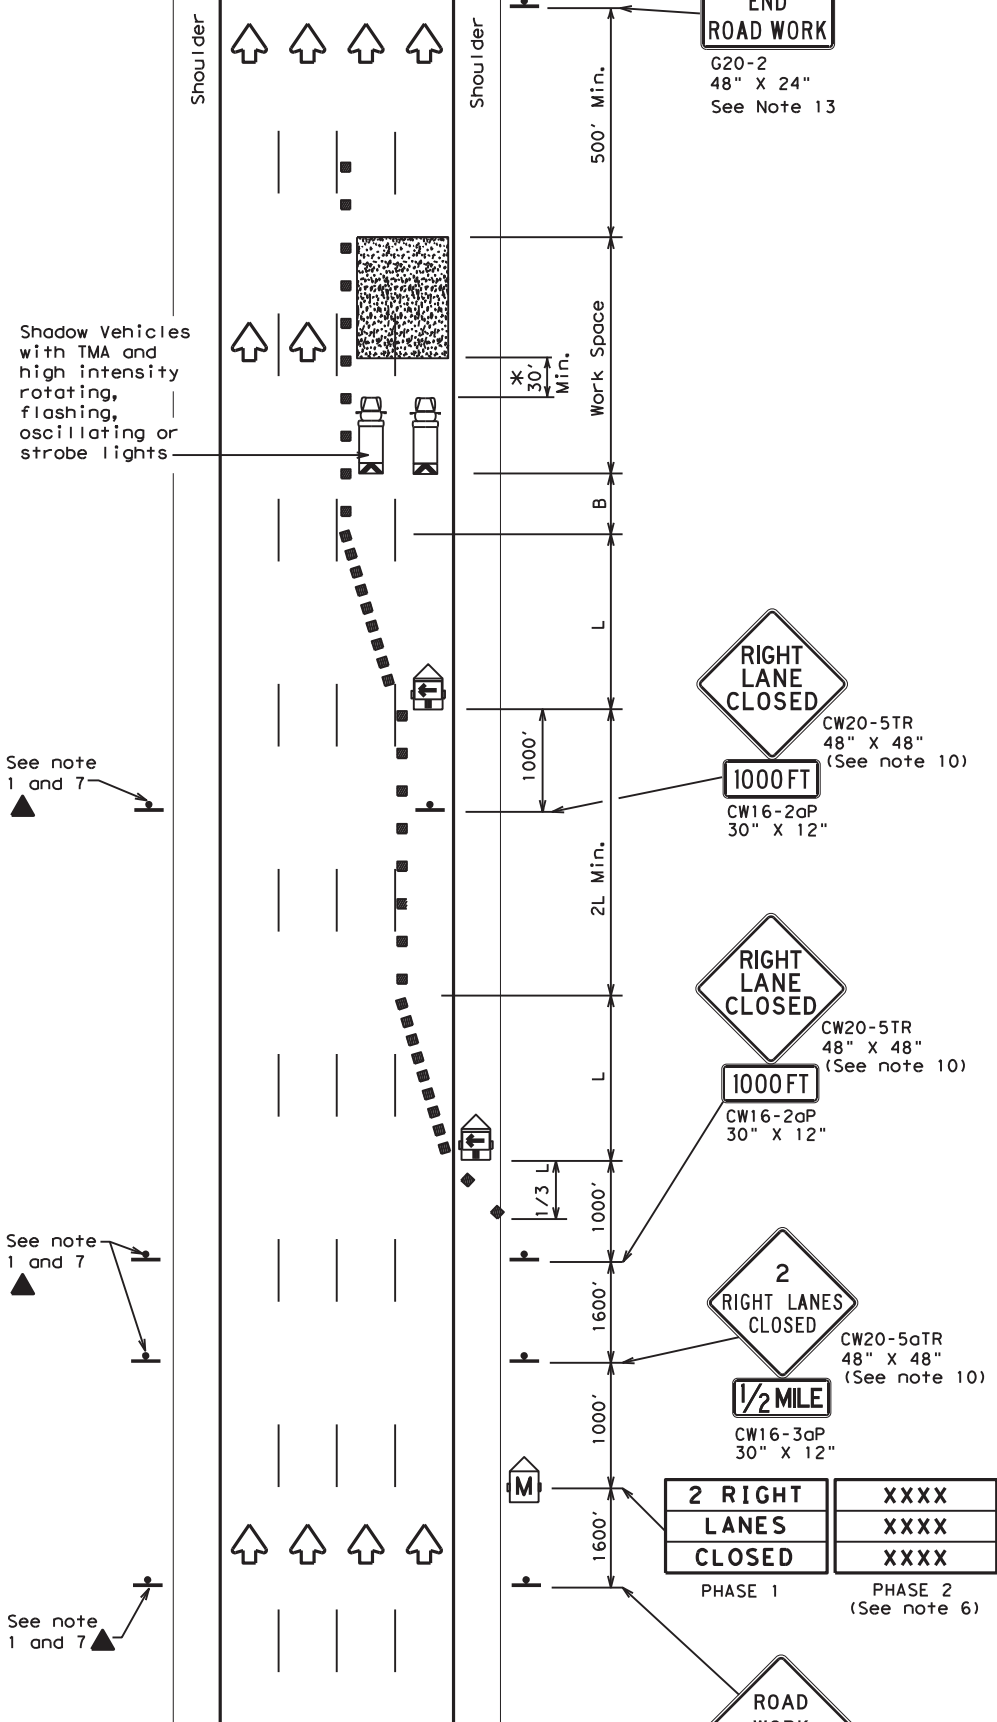 END
ROAD WORK
G20-2
48" X 24"
See Note 13
Shoulder
Shoulder
500' Min.
Shadow Vehicles
with TMA and
high intensity
rotating,
flashing,
oscillating or
strobe lights
*
30'
Min.
Work Space
B
L
RIGHT
LANE
CLOSED
CW20-5TR
48" X 48"
(See note 10)
1000 FT
CW16-2aP
30" X 12"
1000'
See note
1 and 7
2L Min.
RIGHT
LANE
CLOSED
CW20-5TR
48" X 48"
(See note 10)
1000 FT
CW16-2aP
30" X 12"
L
1/3 L
1000'
See note
1 and 7
1600'
2
RIGHT LANES
CLOSED
CW20-5aTR
48" X 48"
(See note 10)
1/2 MILE
CW16-3aP
30" X 12"
1000'
M
2 RIGHT
LANES
CLOSED
PHASE 1
XXXX
XXXX
XXXX
PHASE 2
(See note 6)
1600'
See note
1 and 7
ROAD